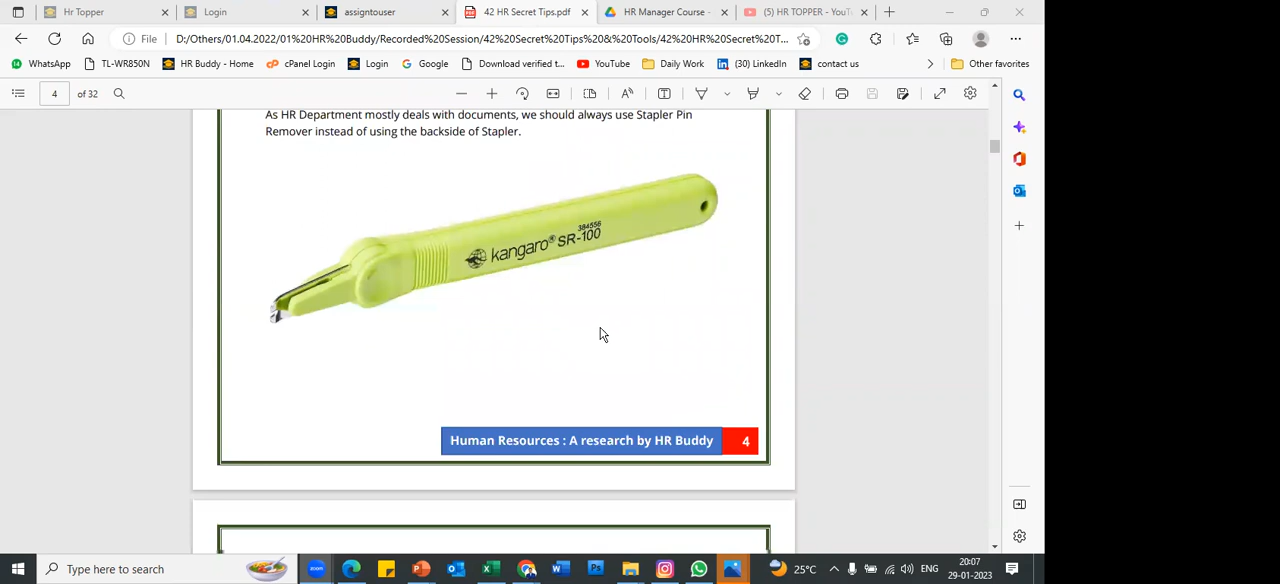 Hr Topper
Login
assigntouser
42 HR Secret Tips.pdf
HR Manager Course -
(5) HR TOPPER - YouT
File
D:/Others/01.04.2022/01%20HR%20Buddy/Recorded%20Session/42%20Secret%20Tips%20&%20Tools/42%20HR%20Secret%20T...
WhatsApp
TL-WR850N
HR Buddy - Home
cPanel Login
Login
Google
Download verified t...
YouTube
Daily Work
(30) LinkedIn
contact us
Other favorites
4
of 32
As HR Department mostly deals with documents, we should always use Stapler Pin
Remover instead of using the backside of Stapler.
384556
kangaro® SR-100
Human Resources : A research by HR Buddy
4
Type here to search
25°C
ENG
20:07
29-01-2023